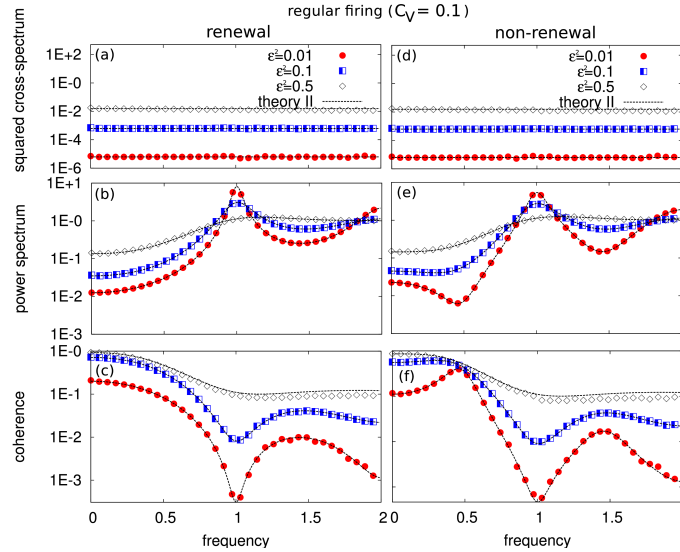 regular firing (CV = 0.1)
renewal
non-renewal
squared cross-spectrum
1E+2
1E-0
1E-2
1E-4
1E-6
(a)
ε²=0.01
ε²=0.1
ε²=0.5
theory II
(d)
ε²=0.01
ε²=0.1
ε²=0.5
theory II
power spectrum
1E+1
1E-0
1E-1
1E-2
1E-3
(b)
(e)
coherence
1E-0
1E-1
1E-2
1E-3
(c)
(f)
0
0.5
1
1.5
2
0.5
1
1.5
2
frequency
frequency